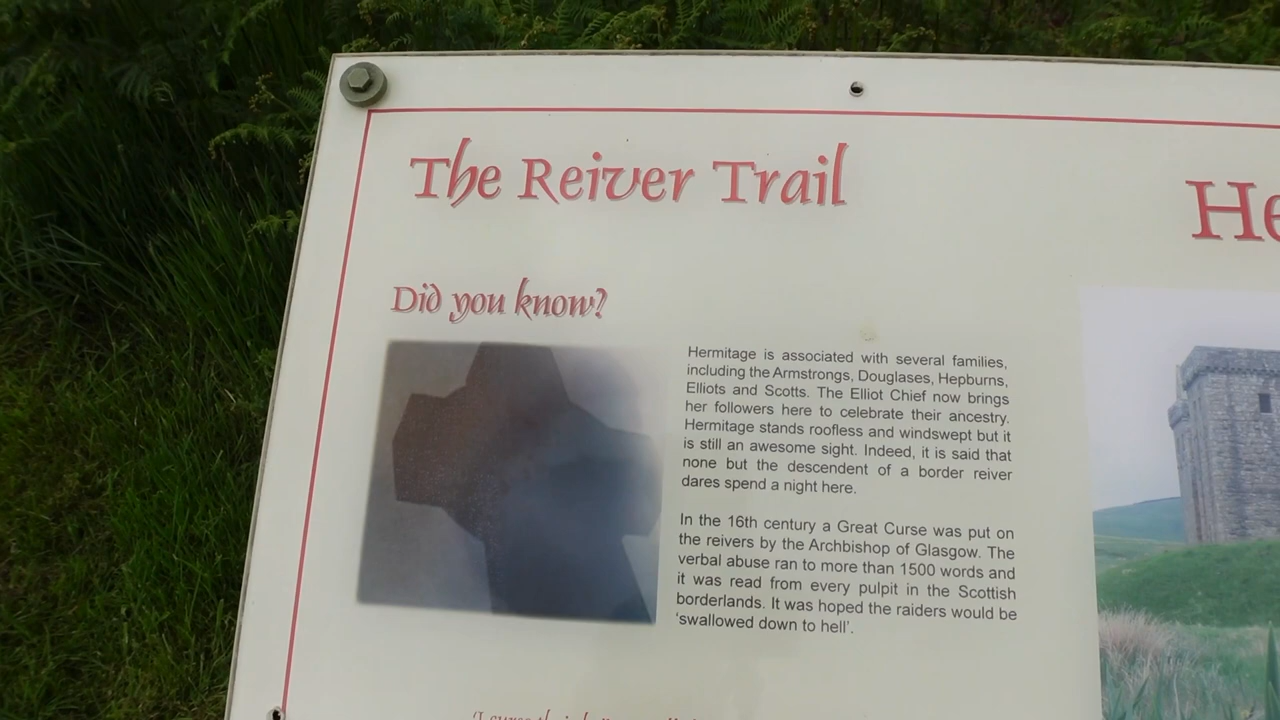 The Reiver Trail
He
Did you know?
Hermitage is associated with several families,
including the Armstrongs, Douglases, Hepburns,
Elliots and Scotts. The Elliot Chief now brings
her followers here to celebrate their ancestry.
Hermitage stands roofless and windswept but it
is still an awesome sight. Indeed, it is said that
none but the descendent of a border reiver
dares spend a night here.
In the 16th century a Great Curse was put on
the reivers by the Archbishop of Glasgow. The
verbal abuse ran to more than 1500 words and
it was read from every pulpit in the Scottish
borderlands. It was hoped the raiders would be
'swallowed down to hell'.